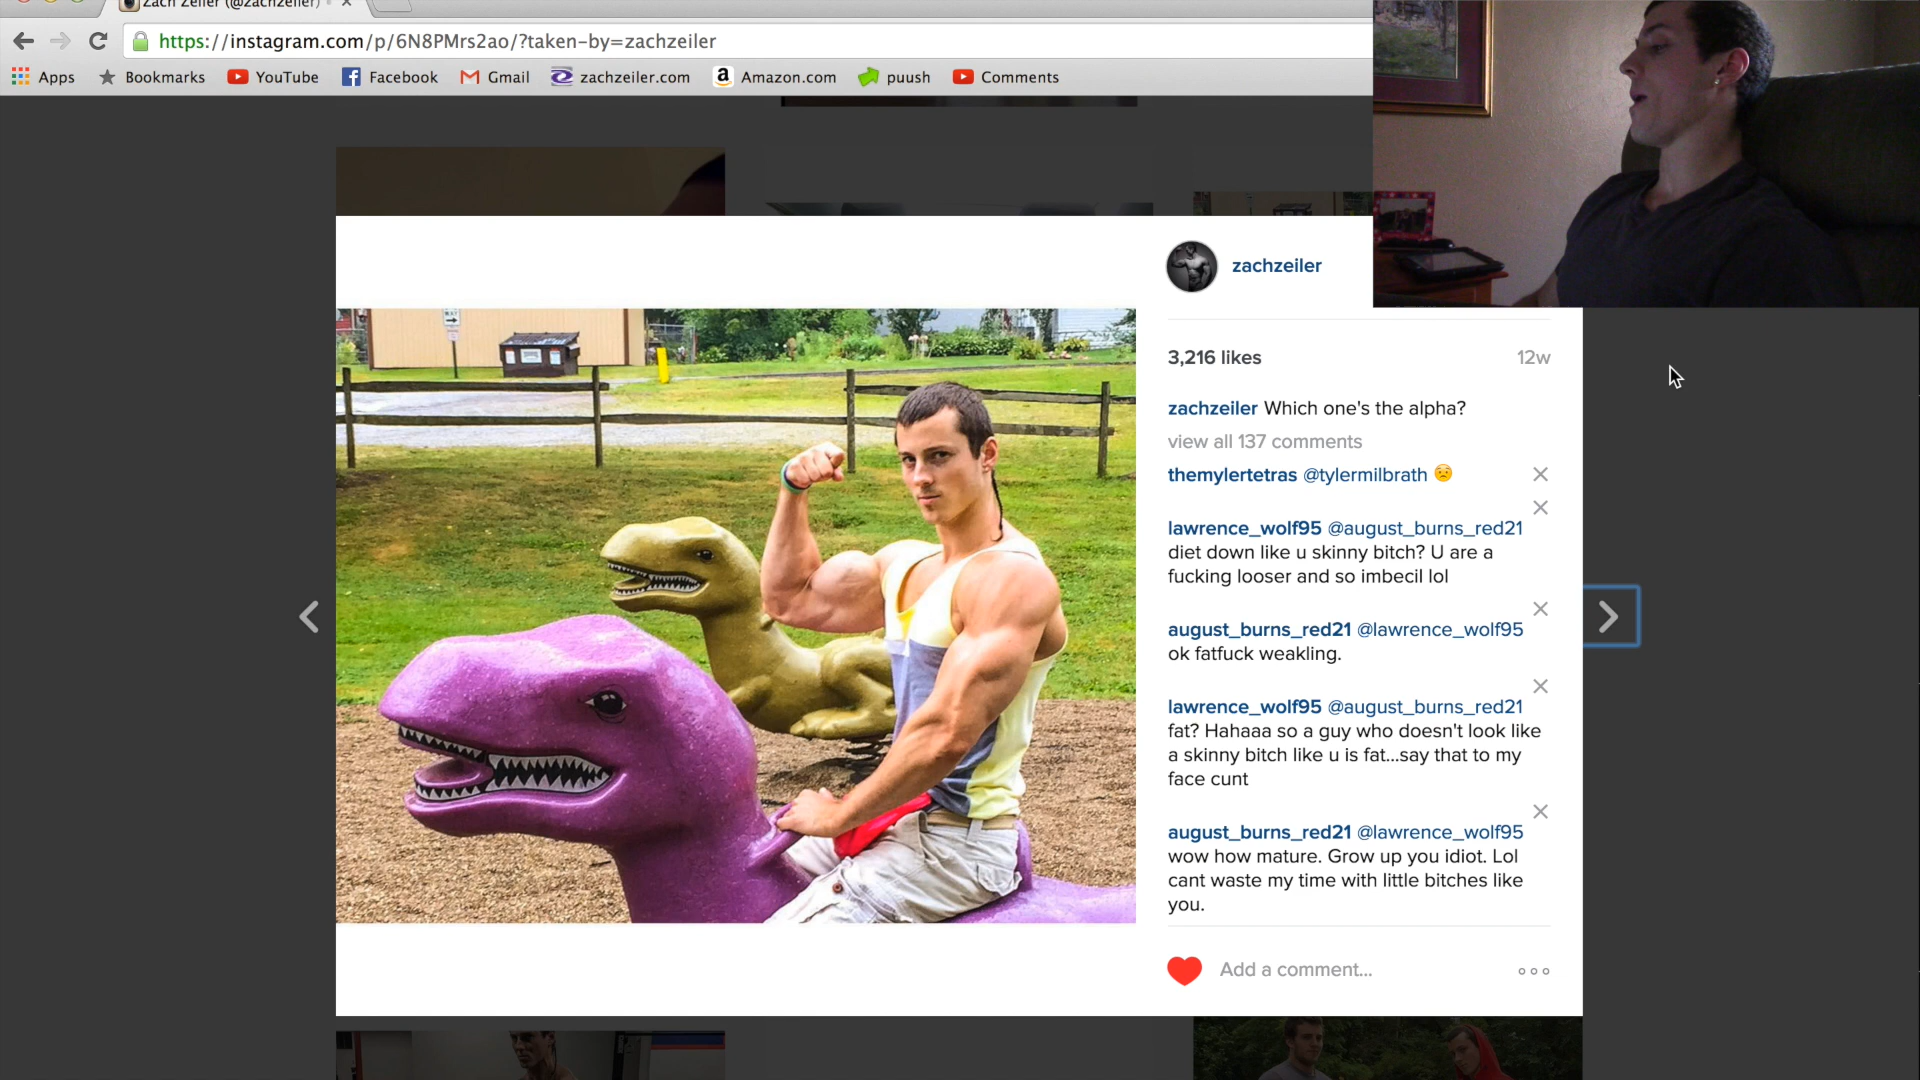 Zach Zeiler (@zachzeiler)
https://instagram.com/p/6N8PMrs2ao/?taken-by=zachzeiler
Apps Bookmarks YouTube Facebook Gmail zachzeiler.com Amazon.com puush Comments
zachzeiler
3,216 likes 12w
zachzeiler Which one's the alpha?
view all 137 comments
themylertetras @tylermilbrath
lawrence_wolf95 @august_burns_red21
diet down like u skinny bitch? U are a
fucking looser and so imbecil lol
august_burns_red21 @lawrence_wolf95
ok fatfuck weakling.
lawrence_wolf95 @august_burns_red21
fat? Hahaaa so a guy who doesn't look like
a skinny bitch like u is fat...say that to my
face cunt
august_burns_red21 @lawrence_wolf95
wow how mature. Grow up you idiot. Lol
cant waste my time with little bitches like
you.
Add a comment...